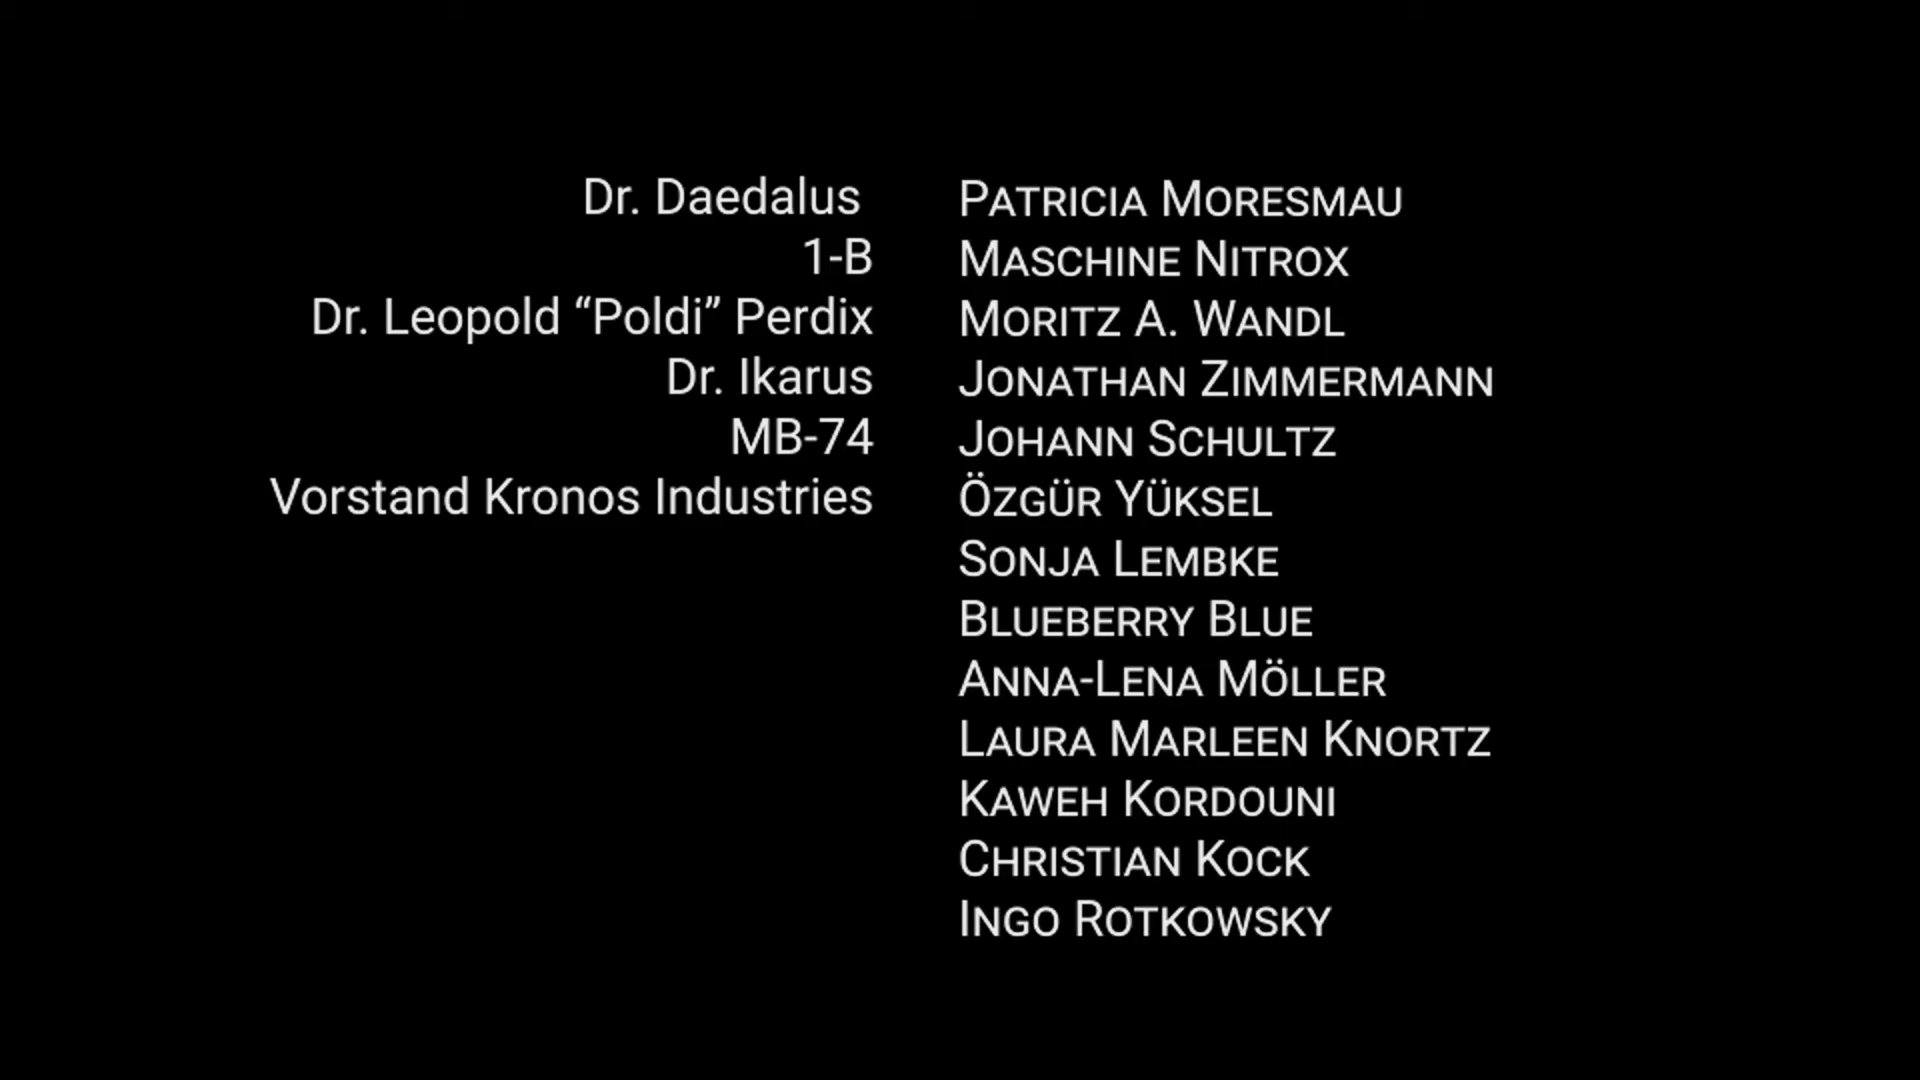 Dr. Daedalus Patricia Moresmau
1-B Maschine Nitrox
Dr. Leopold “Poldi” Perdix Moritz A. Wandl
Dr. Ikarus Jonathan Zimmermann
MB-74 Johann Schultz
Vorstand Kronos Industries Özgür Yüksel
Sonja Lembke
Blueberry Blue
Anna-Lena Möller
Laura Marleen Knortz
Kaweh Kordouni
Christian Kock
Ingo Rotkowsky